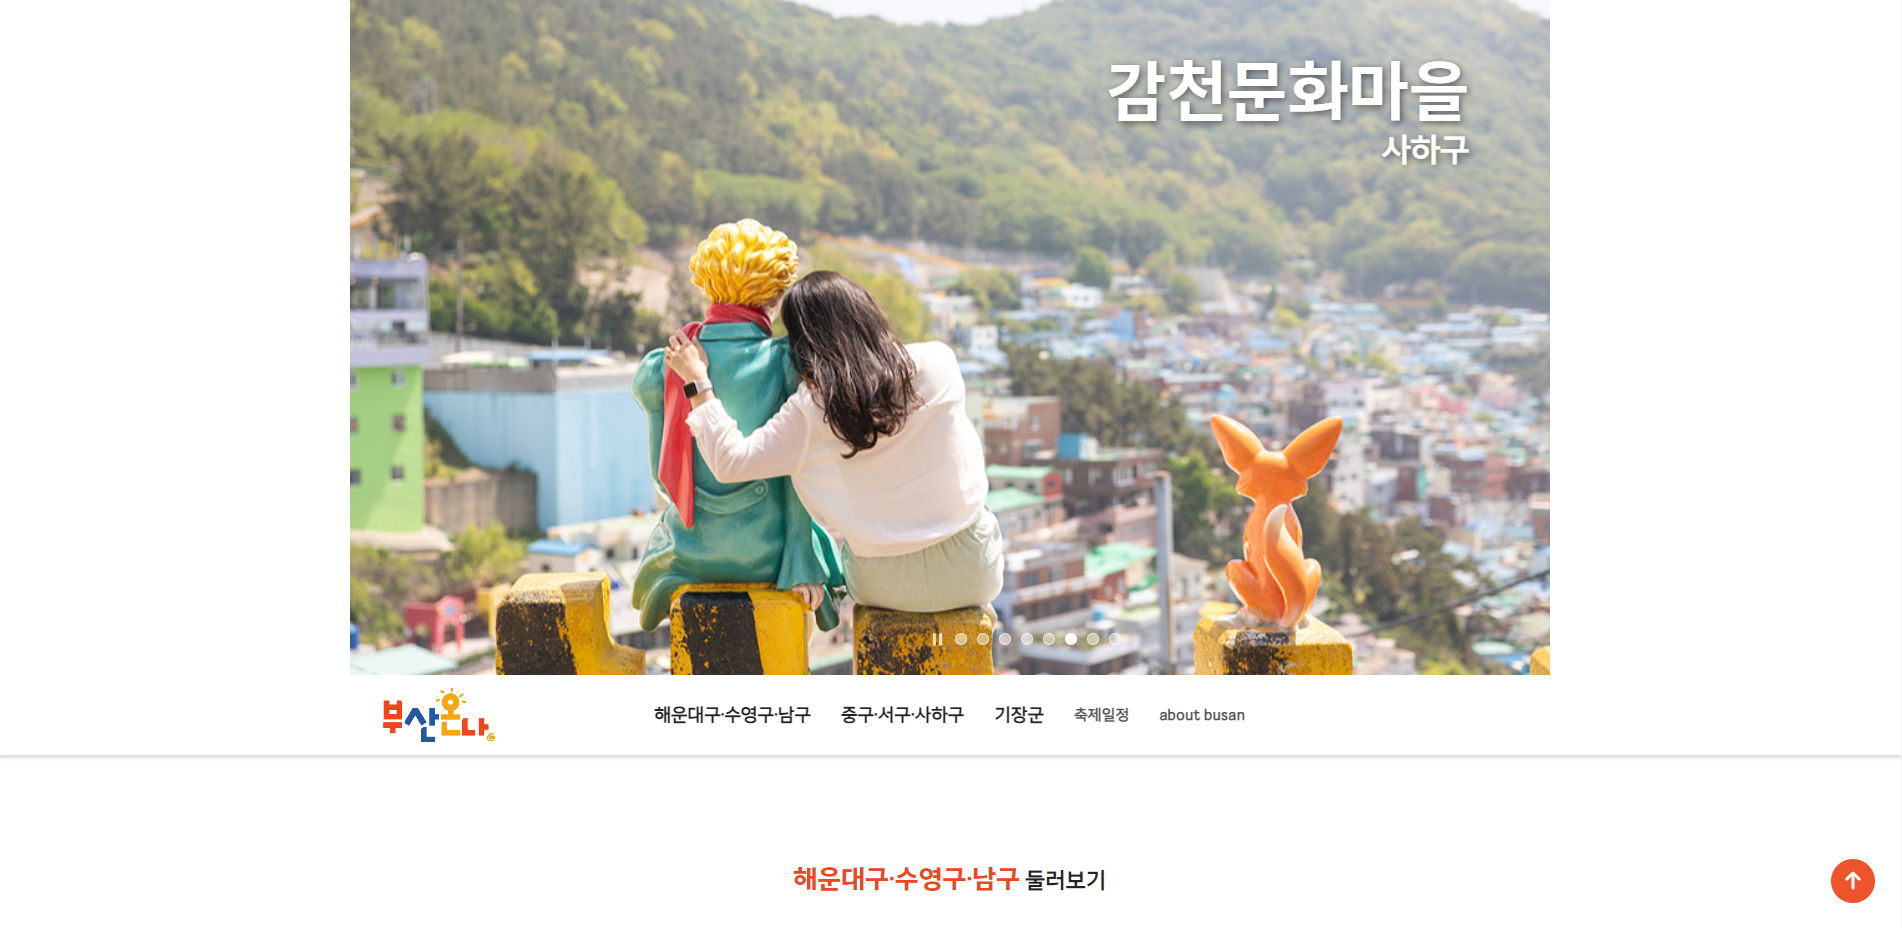 감천문화마을
사하구
부산온나
해운대구·수영구·남구 중구·서구·사하구 기장군 축제일정 about busan
해운대구·수영구·남구 둘러보기